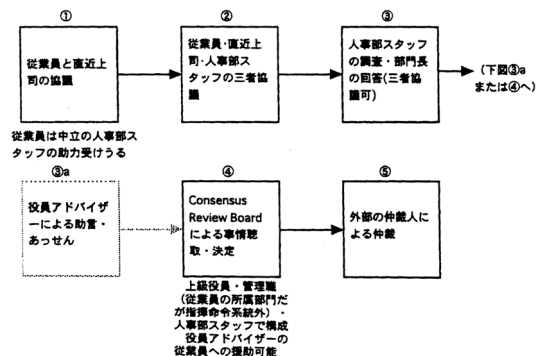 ①
従業員と直近上
司の協議
従業員は中立の人事部ス
タッフの助力受けうる
②
従業員・直近上
司・人事部ス
タッフの三者協
議
③
人事部スタッフ
の調査・部門長
の回答(三者協
議可)
(下図③a
または④へ)
③a
役員アドバイザ
ーによる助言・
あっせん
④
Consensus
Review Board
による事情聴
取・決定
上級役員・管理職
(従業員の所属部門だ
が指揮命令系統外)・
人事部スタッフで構成
役員アドバイザーの
従業員への援助可能
⑤
外部の仲裁人に
よる仲裁